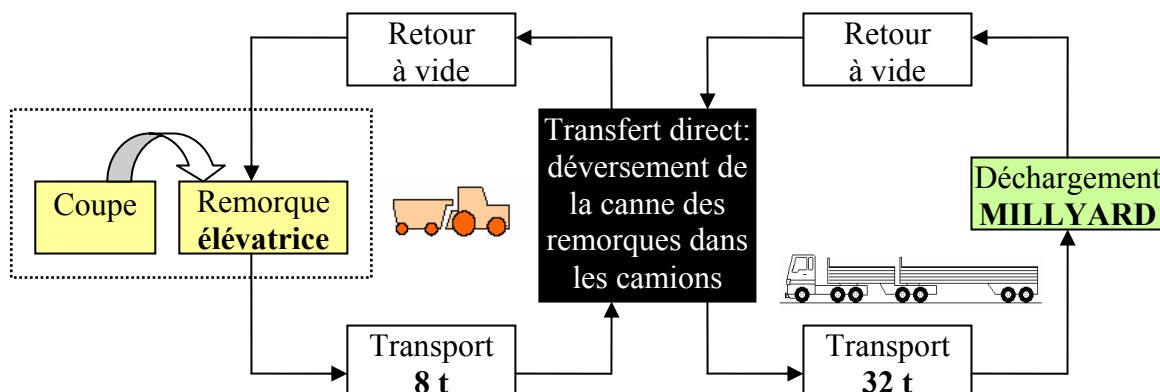 Retour
à vide
Retour
à vide
Coupe
Remorque
élévatrice
Transfert direct:
déversement de
la canne des
remorques dans
les camions
Déchargement
MILLYARD
Transport
8 t
Transport
32 t